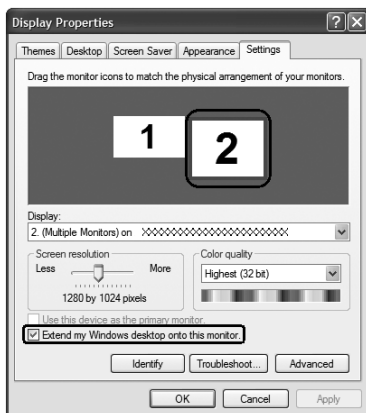 Display Properties
Themes Desktop Screen Saver Appearance Settings
Drag the monitor icons to match the physical arrangement of your monitors.
1 2
Display:
2. (Multiple Monitors) on XXXXXXXXXXXXXXXXXXXXXXXX
Screen resolution
Less More
1280 by 1024 pixels
Color quality
Highest (32 bit)
Use this device as the primary monitor.
Extend my Windows desktop onto this monitor.
Identify Troubleshoot... Advanced
OK Cancel Apply